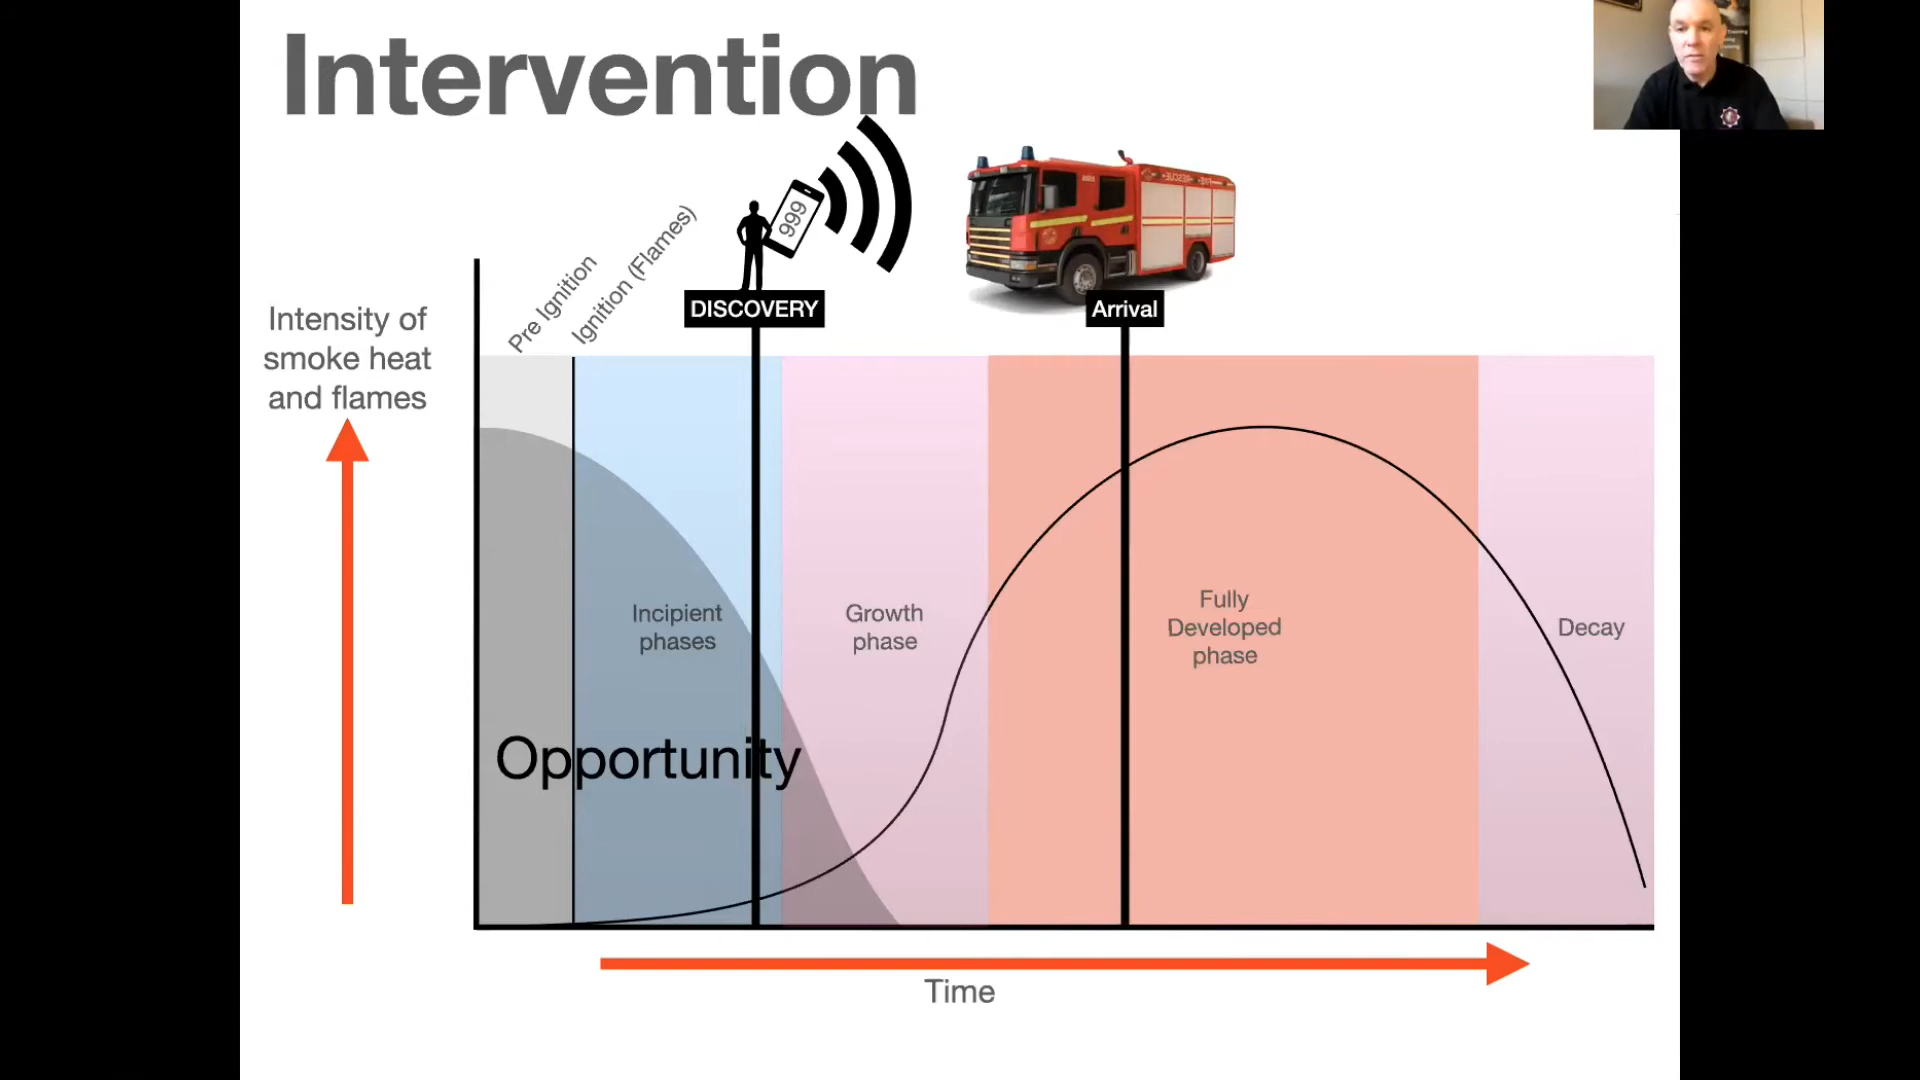 Intervention
Pre Ignition
Ignition (Flames)
999
DISCOVERY
Arrival
Intensity of
smoke heat
and flames
Incipient
phases
Growth
phase
Fully
Developed
phase
Decay
Opportunity
Time